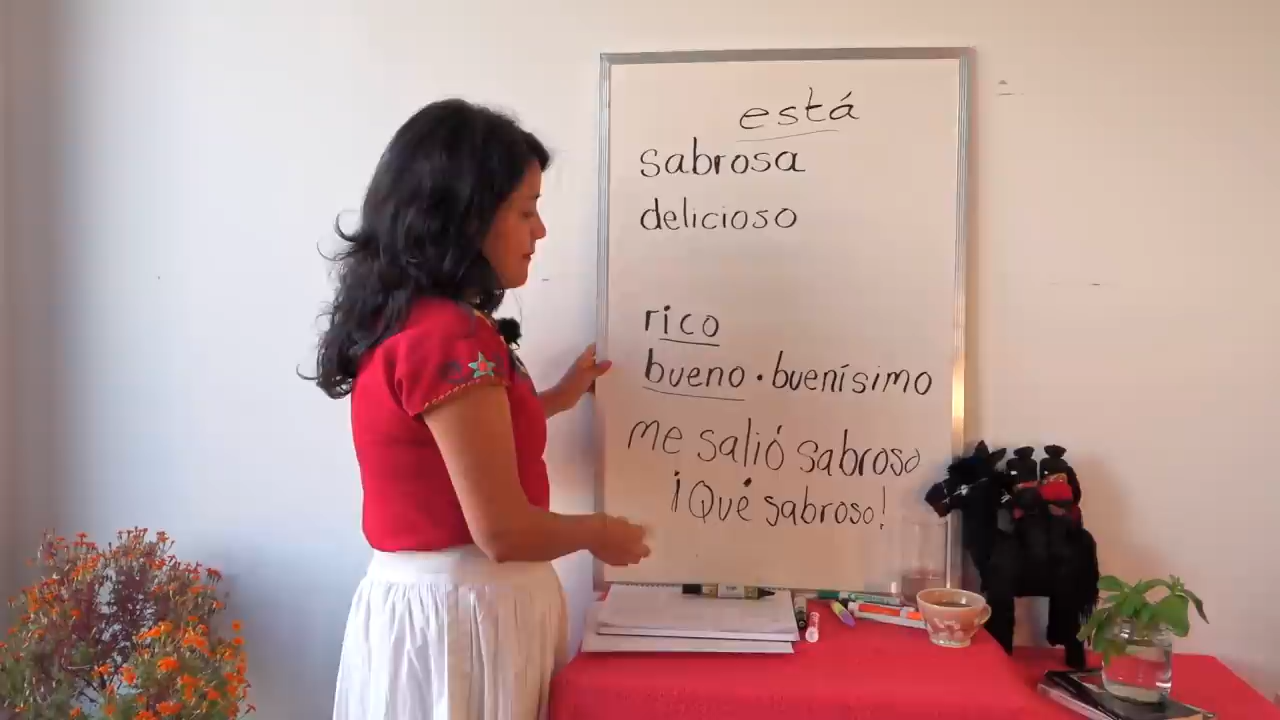 está
sabrosa
delicioso
rico
bueno • buenísimo
me salió sabroso
¡Qué sabroso!